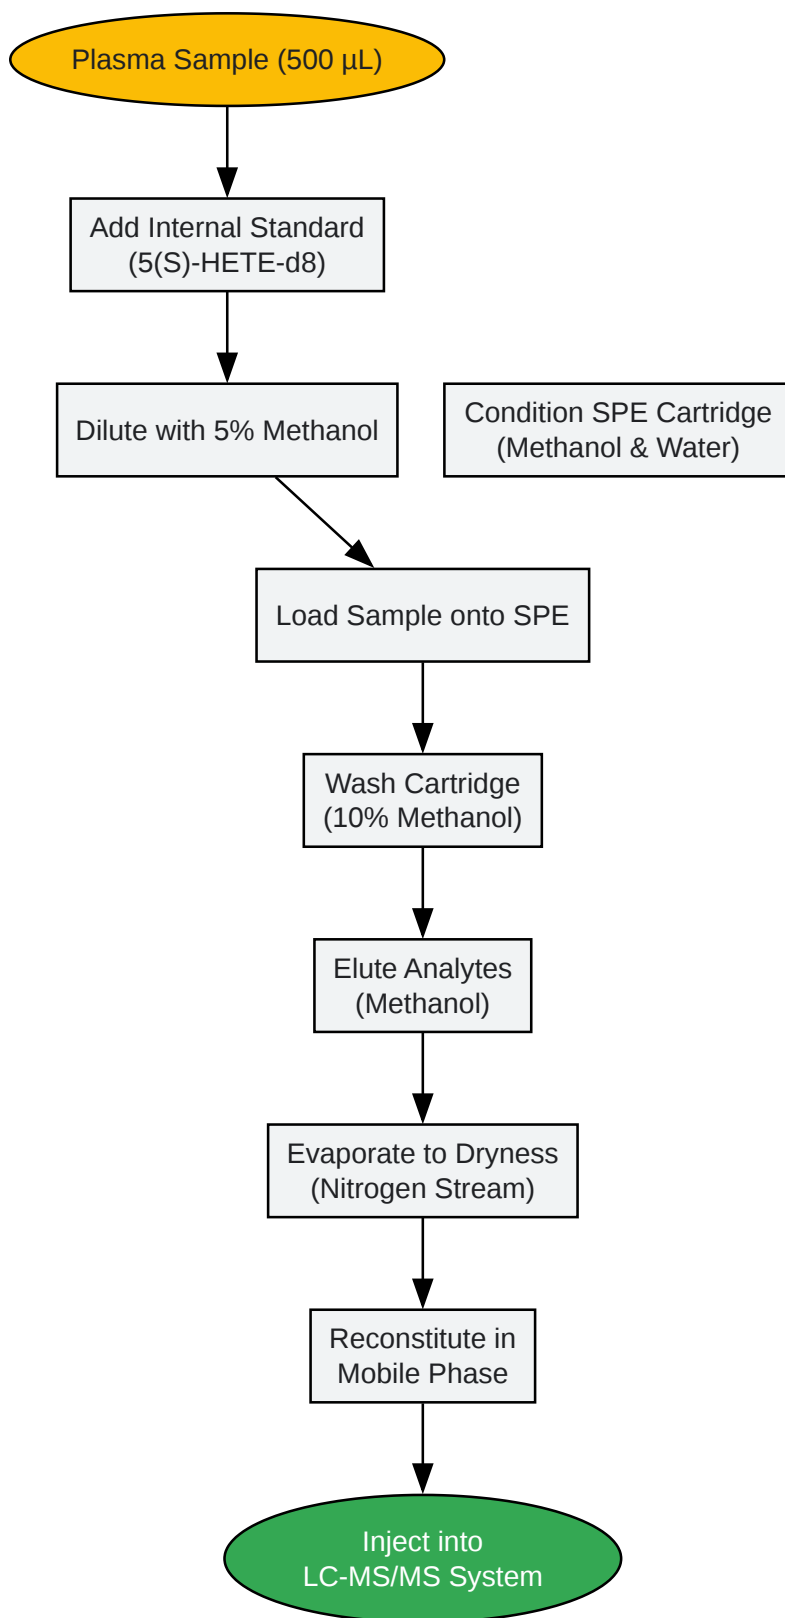 Plasma Sample (500 µL)
Add Internal Standard
(5(S)-HETE-d8)
Dilute with 5% Methanol
Condition SPE Cartridge
(Methanol & Water)
Load Sample onto SPE
Wash Cartridge
(10% Methanol)
Elute Analytes
(Methanol)
Evaporate to Dryness
(Nitrogen Stream)
Reconstitute in
Mobile Phase
Inject into
LC-MS/MS System